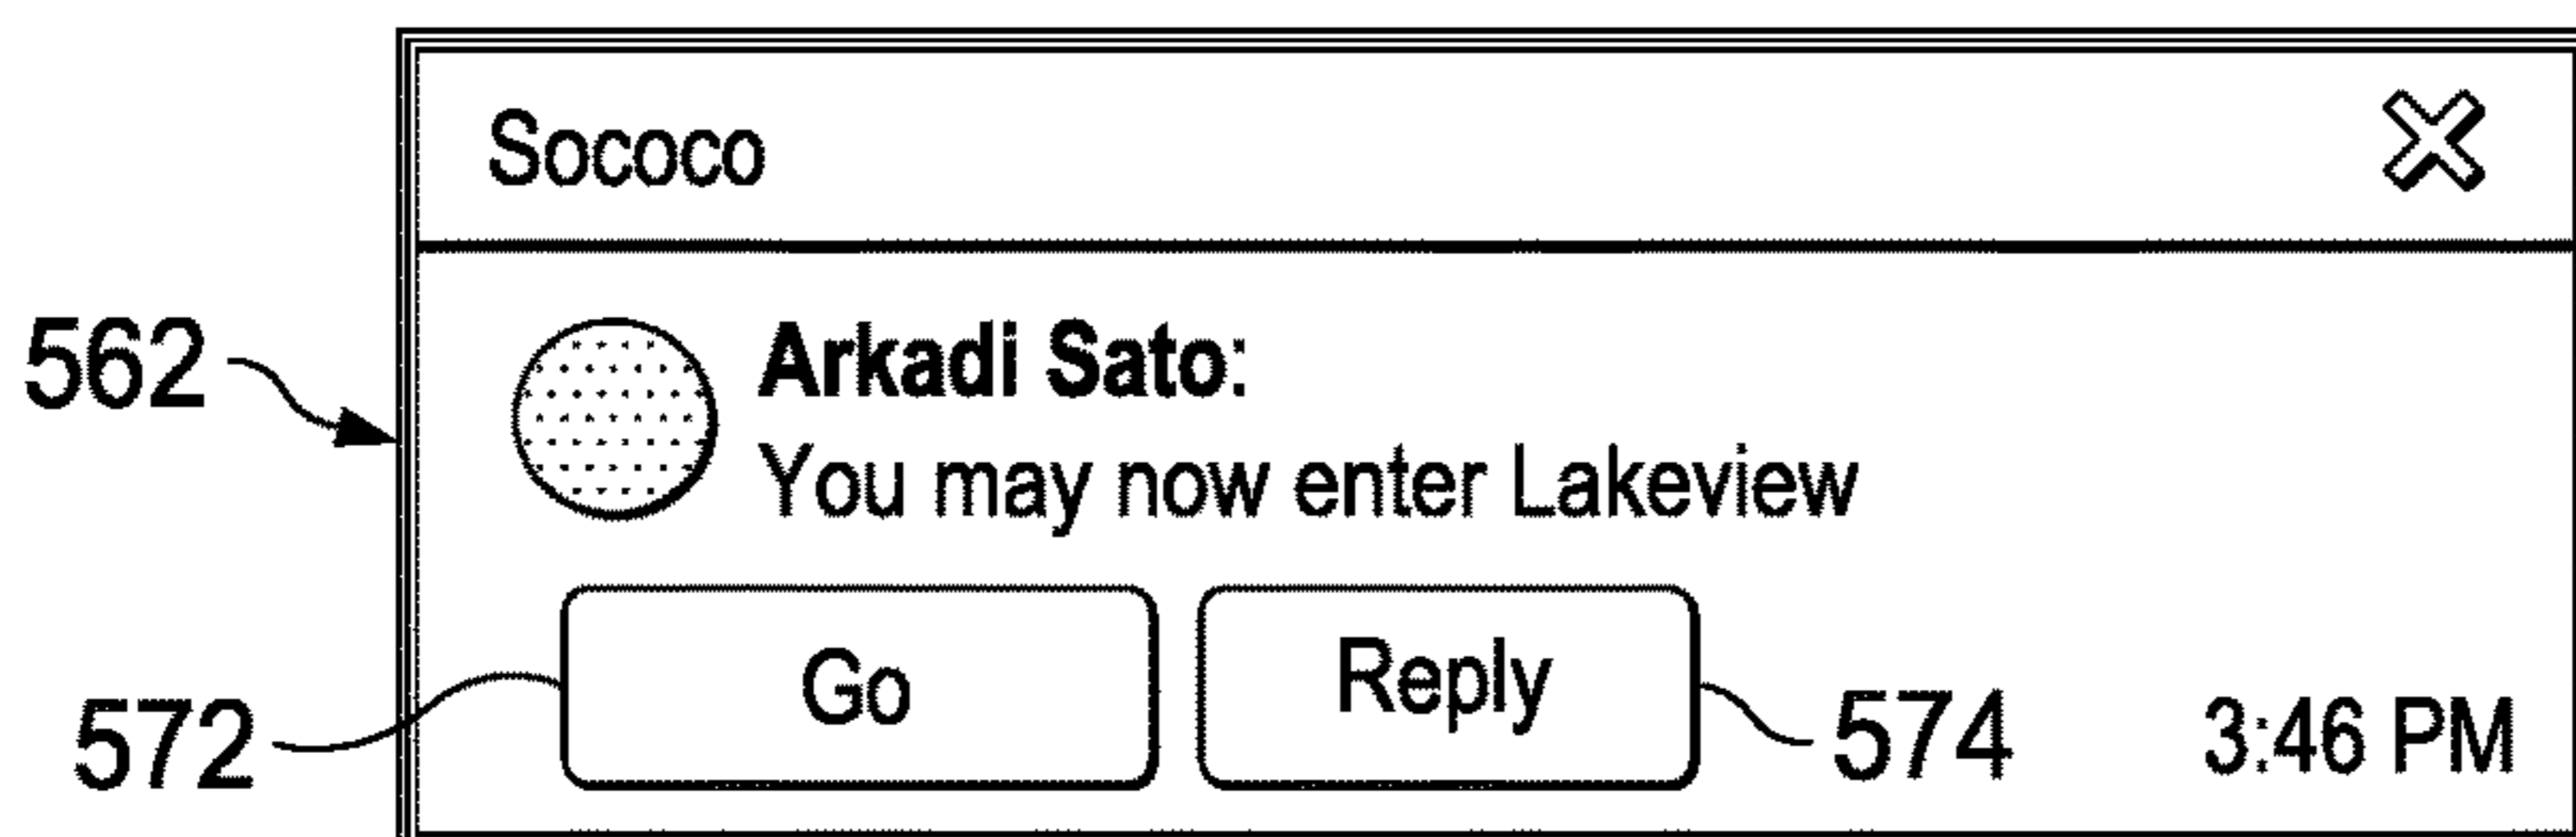 Sococo
562
Arkadi Sato:
You may now enter Lakeview
572
Go
Reply
574
3:46 PM